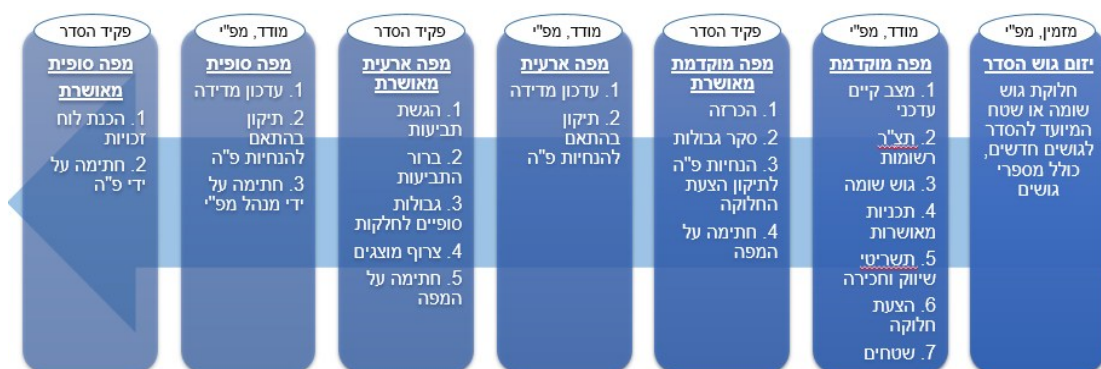 מזמין, מפ"י
יזום גוש הסדר
חלוקת גוש
שומה או שטח
המיועד להסדר
לגושים חדשים,
כולל מספרי
גושים
מודד, מפ"י
מפה מוקדמת
1. מצב קיים
עדכני
2. תצ"ר
רשומות
3. גוש שומה
4. תכניות
מאושרות
5. תשריטי
שיווק וחכירה
6. הצעת
חלוקה
7. שטחים
פקיד הסדר
מפה מוקדמת
מאושרת
1. הכרזה
2. סקר גבולות
3. הנחיות פ"ה
לתיקון הצעת
החלוקה
4. חתימה על
המפה
מודד, מפ"י
מפה ארעית
1. עדכון מדידה
2. תיקון
בהתאם
להנחיות פ"ה
פקיד הסדר
מפה ארעית
מאושרת
1. הגשת
תביעות
2. ברור
התביעות
3. גבולות
סופיים לחלקות
4. צרוף מוצגים
5. חתימה על
המפה
מודד, מפ"י
מפה סופית
1. עדכון מדידה
2. תיקון
בהתאם
להנחיות פ"ה
3. חתימה על
ידי מנהל מפ"י
פקיד הסדר
מפה סופית
מאושרת
1. הכנת לוח
זכויות
2. חתימה על
ידי פ"ה